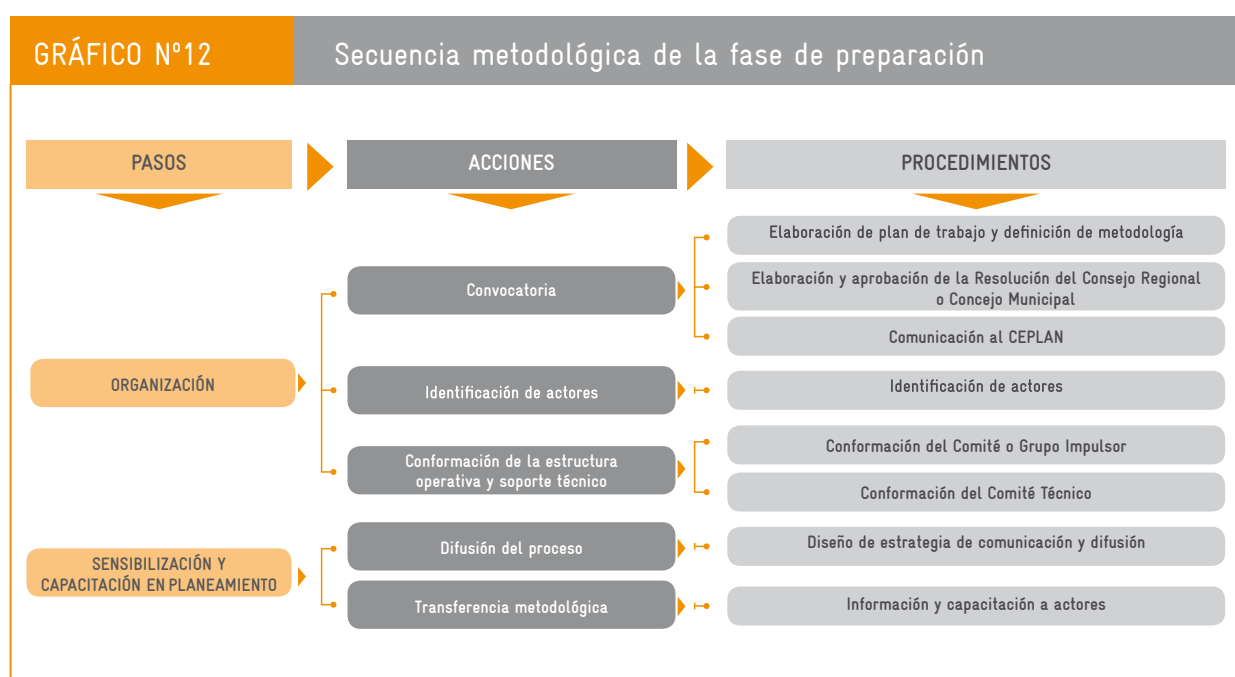 GRÁFICO Nº12
Secuencia metodológica de la fase de preparación
PASOS
ACCIONES
PROCEDIMIENTOS
ORGANIZACIÓN
Convocatoria
Elaboración de plan de trabajo y definición de metodología
Elaboración y aprobación de la Resolución del Consejo Regional
o Concejo Municipal
Comunicación al CEPLAN
Identificación de actores
Identificación de actores
Conformación de la estructura
operativa y soporte técnico
Conformación del Comité o Grupo Impulsor
Conformación del Comité Técnico
SENSIBILIZACIÓN Y
CAPACITACIÓN EN PLANEAMIENTO
Difusión del proceso
Diseño de estrategia de comunicación y difusión
Transferencia metodológica
Información y capacitación a actores